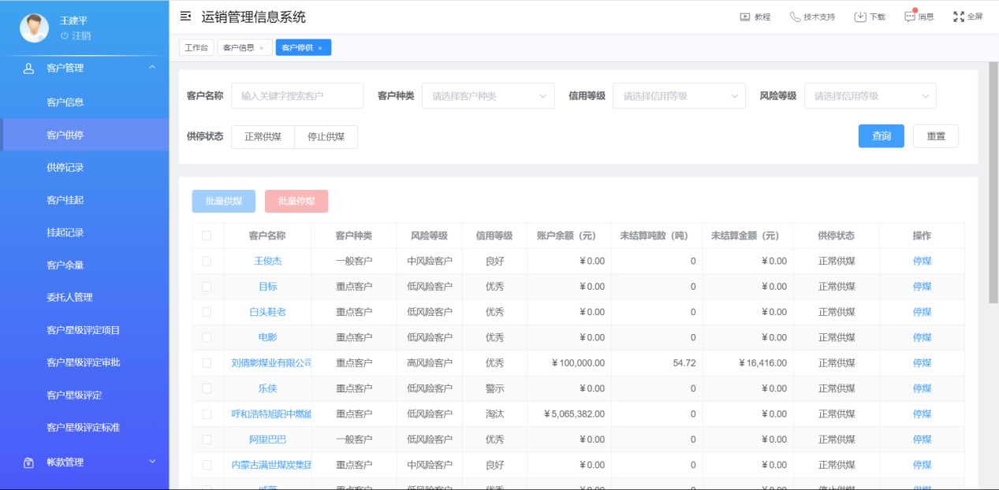 王建平
注销
客户管理
客户信息
客户供停
供停记录
客户挂起
挂起记录
客户余量
委托人管理
客户星级评定项目
客户星级评定审批
客户星级评定
客户星级评定标准
帐款管理
运销管理信息系统
教程 技术支持 下载 消息 全屏
工作台 客户信息 × 客户停供 ×
客户名称 输入关键字搜索客户 客户种类 请选择客户种类 信用等级 请选择信用等级 风险等级 请选择信用等级
供停状态 正常供煤 停止供煤 查询 重置
批量供煤 批量停煤
客户名称 客户种类 风险等级 信用等级 账户余额（元） 未结算吨数（吨） 未结算金额（元） 供停状态 操作
王俊杰 一般客户 中风险客户 良好 ¥0.00 0 ¥0.00 正常供煤 停煤
目标 重点客户 低风险客户 优秀 ¥0.00 0 ¥0.00 正常供煤 停煤
白头鞋老 重点客户 低风险客户 优秀 ¥0.00 0 ¥0.00 正常供煤 停煤
电影 重点客户 低风险客户 优秀 ¥0.00 0 ¥0.00 正常供煤 停煤
刘倩影煤业有限公司 重点客户 高风险客户 优秀 ¥100,000.00 54.72 ¥16,416.00 正常供煤 停煤
乐侠 重点客户 低风险客户 警示 ¥0.00 0 ¥0.00 正常供煤 停煤
呼和浩特旭阳中燃能 重点客户 低风险客户 淘汰 ¥5,065,382.00 0 ¥0.00 正常供煤 停煤
阿里巴巴 一般客户 低风险客户 优秀 ¥0.00 0 ¥0.00 正常供煤 停煤
内蒙古满世煤炭集团 重点客户 中风险客户 良好 ¥0.00 0 ¥0.00 正常供煤 停煤
重点客户 低风险客户 优秀 ¥0.00 0 ¥0.00 停止供煤 供煤